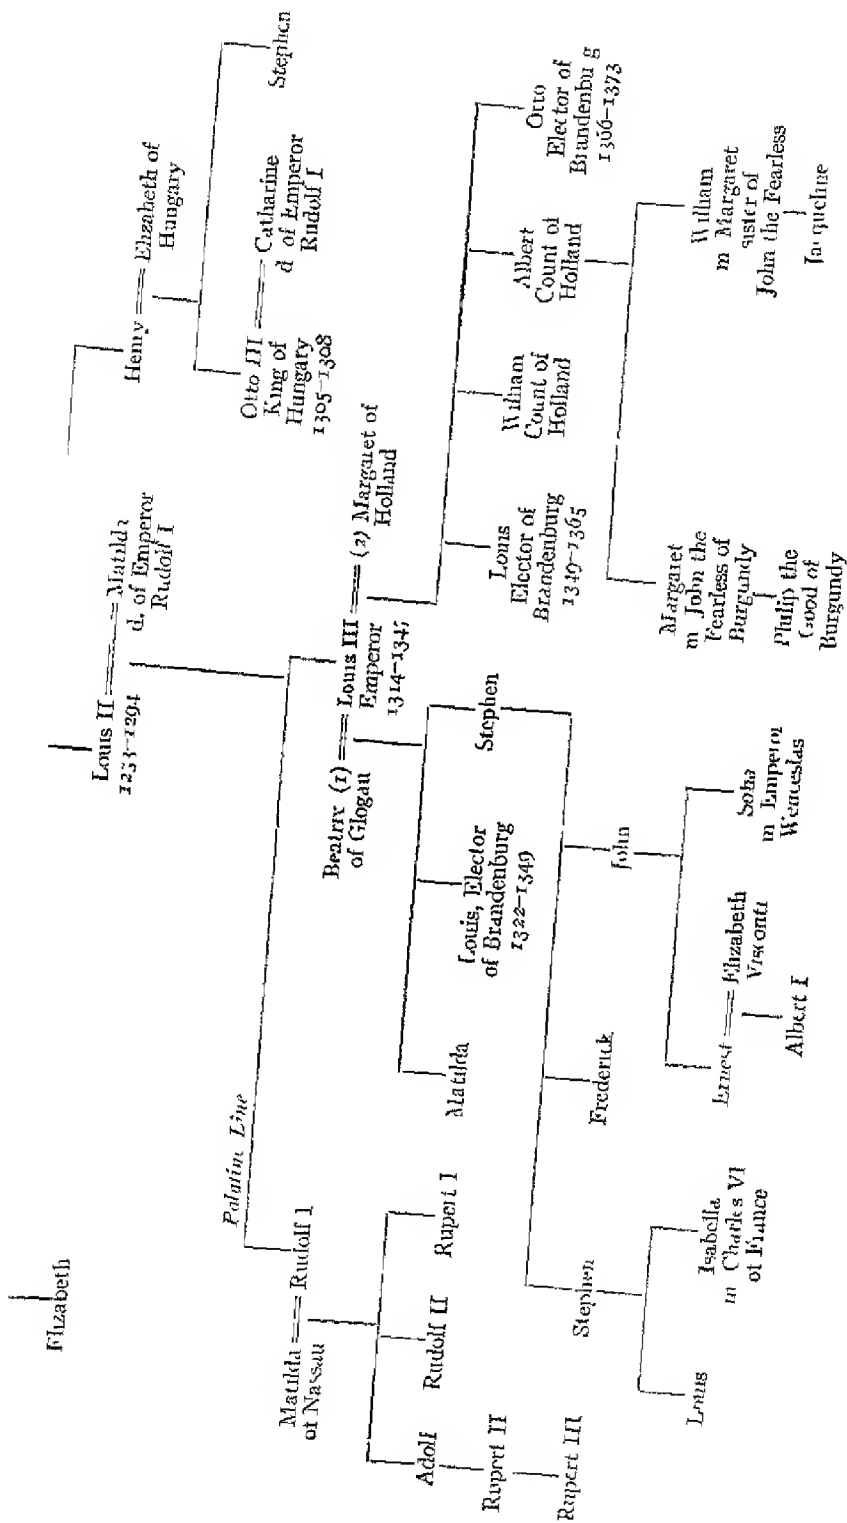 Elizabeth
Louis II == Matilda
1253–1294 d. of Emperor
Rudolf I
Henry == Elizabeth of
Hungary
Palatine Line
Otto III == Catharine
King of d of Emperor
Hungary Rudolf I
1305–1308
Stephen
Matilda == Rudolf I
of Nassau
Beatrix (1) == Louis III == (2) Margaret of
of Glogau Emperor Holland
1314–1347
Adolf
Rudolf II
Rupert I
Rupert II
Rupert III
Matilda
Louis, Elector
of Brandenburg
1322–1349
Stephen
Louis
Elector of
Brandenburg
1349–1365
William
Count of
Holland
Albert
Count of
Holland
Otto
Elector of
Brandenbu g
1366–1373
Stephen
Frederick
John
Margaret
m John the
Fearless of
Burgundy
Philip the
Good of
Burgundy
William
m Margaret
sister of
John the Fearless
Jacqueline
Louis
Isabella
m Charles VI
of France
Ernest == Elizabeth
Visconti
Albert I
Sofia
m Emperor
Wenceslas